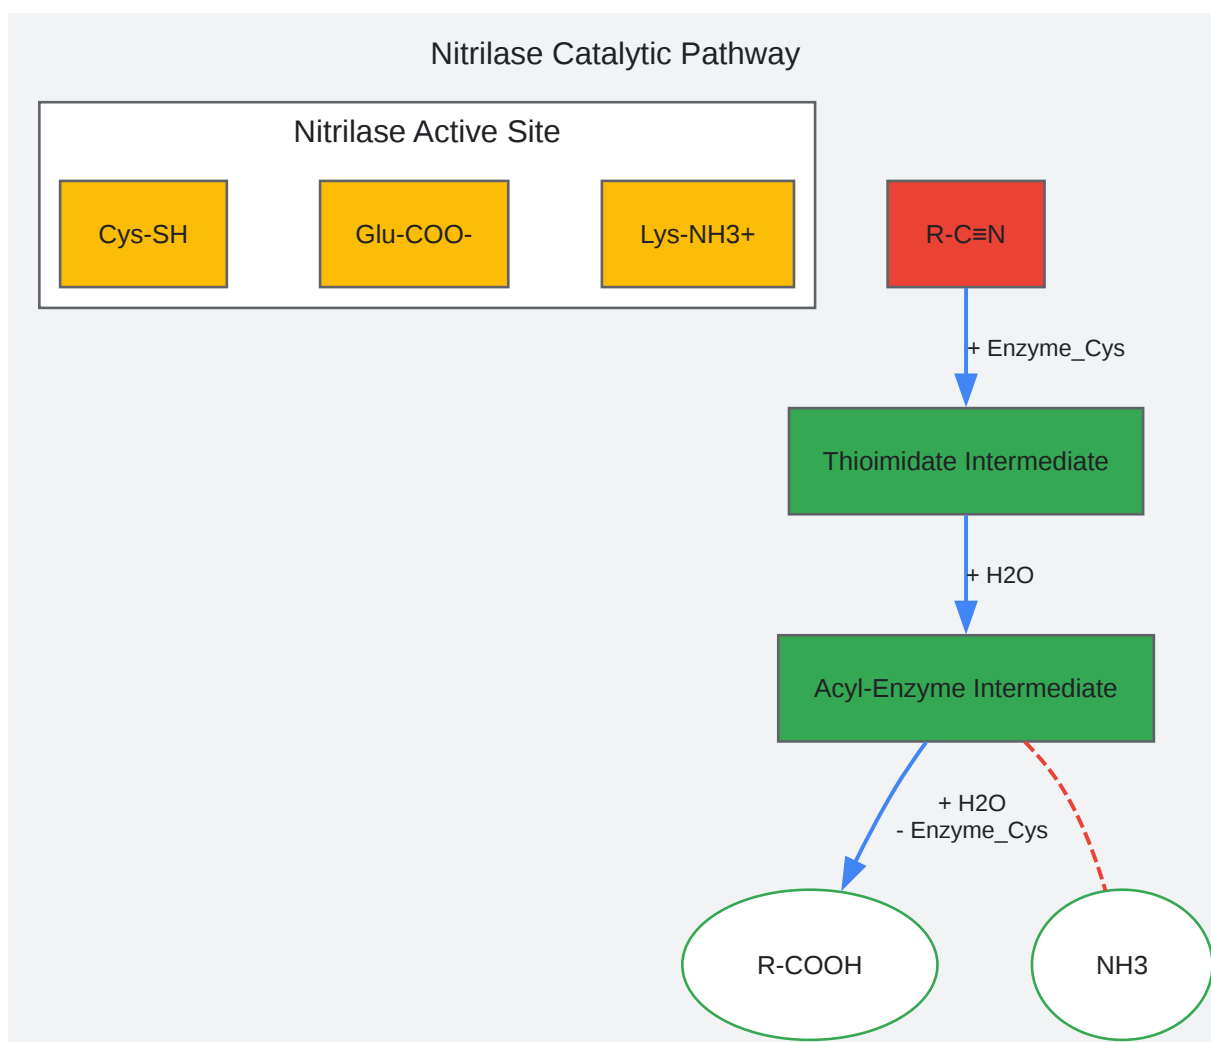 Nitrilase Catalytic Pathway
Nitrilase Active Site
Cys-SH
Glu-COO-
Lys-NH3+
R-C≡N
+ Enzyme_Cys
Thioimidate Intermediate
+ H2O
Acyl-Enzyme Intermediate
+ H2O
- Enzyme_Cys
R-COOH
NH3